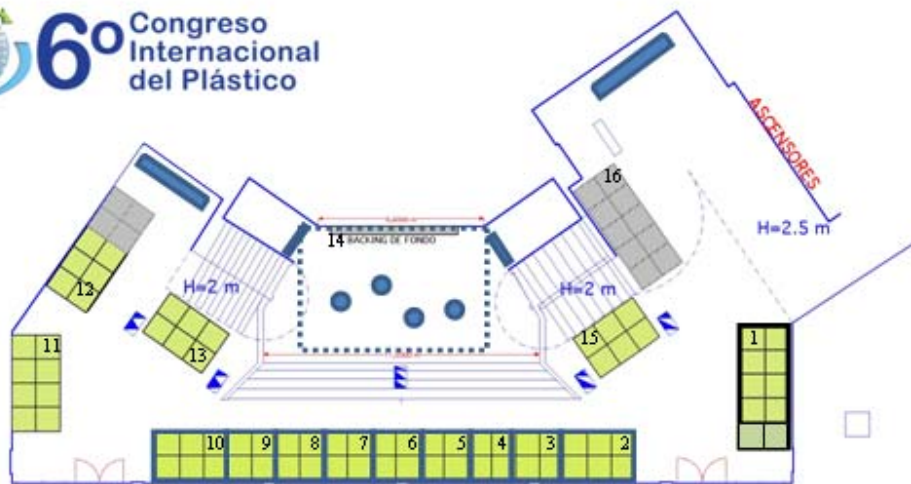 6º Congreso
Internacional
del Plástico
ASCENSORES
16
H=2.5 m
14 BACKING DE FONDO
12
H=2 m
H=2 m
13
15
11
1
10 9 8 7 6 5 4 3 2